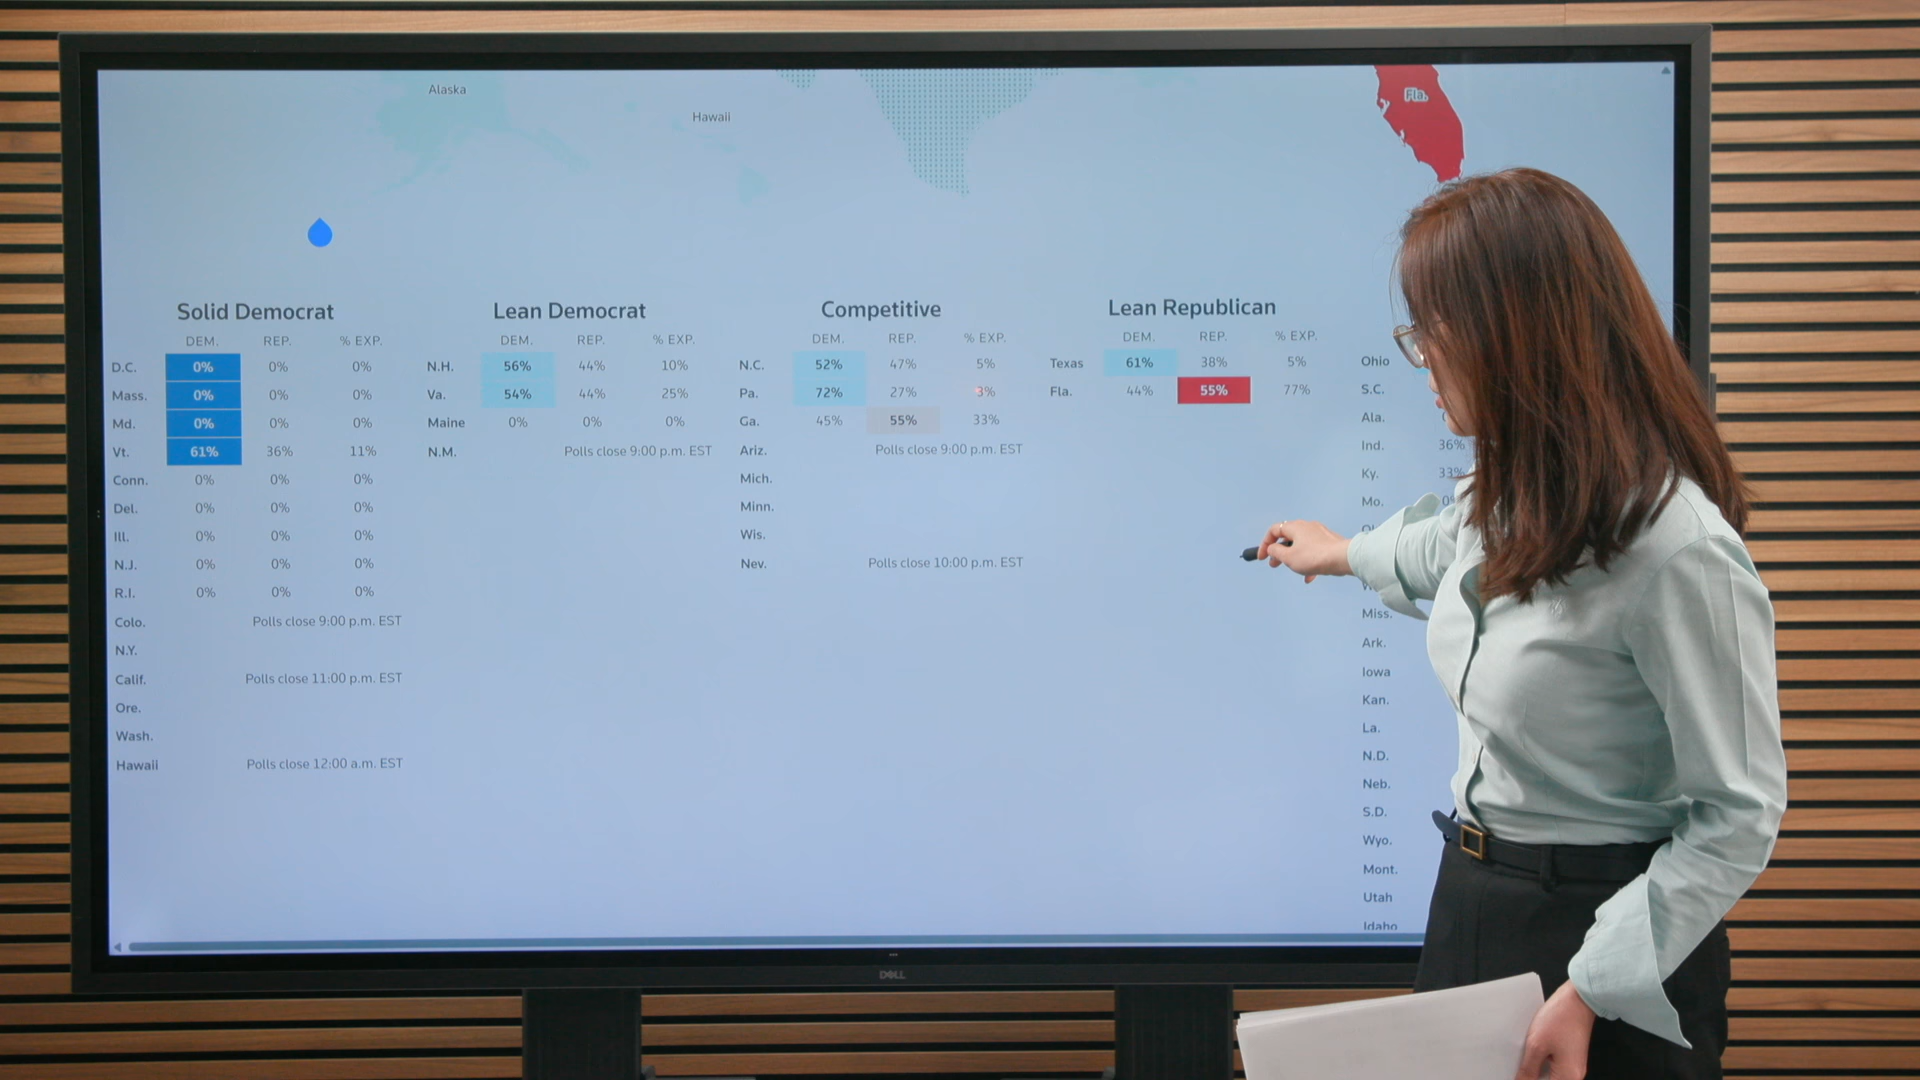 Alaska
Hawaii
Fla.
Solid Democrat
DEM. REP. % EXP.
D.C. 0% 0% 0%
Mass. 0% 0% 0%
Md. 0% 0% 0%
Vt. 61% 36% 11%
Conn. 0% 0% 0%
Del. 0% 0% 0%
Ill. 0% 0% 0%
N.J. 0% 0% 0%
R.I. 0% 0% 0%
Colo. Polls close 9:00 p.m. EST
N.Y.
Calif. Polls close 11:00 p.m. EST
Ore.
Wash.
Hawaii Polls close 12:00 a.m. EST
Lean Democrat
DEM. REP. % EXP.
N.H. 56% 44% 10%
Va. 54% 44% 25%
Maine 0% 0% 0%
N.M. Polls close 9:00 p.m. EST
Competitive
DEM. REP. % EXP.
N.C. 52% 47% 5%
Pa. 72% 27% 3%
Ga. 45% 55% 33%
Ariz. Polls close 9:00 p.m. EST
Mich.
Minn.
Wis.
Nev. Polls close 10:00 p.m. EST
Lean Republican
DEM. REP. % EXP.
Texas 61% 38% 5%
Fla. 44% 55% 77%
Ohio
S.C.
Ala.
Ind. 36%
Ky. 33%
Mo.
Miss.
Ark.
Iowa
Kan.
La.
N.D.
Neb.
S.D.
Wyo.
Mont.
Utah
Idaho
DELL